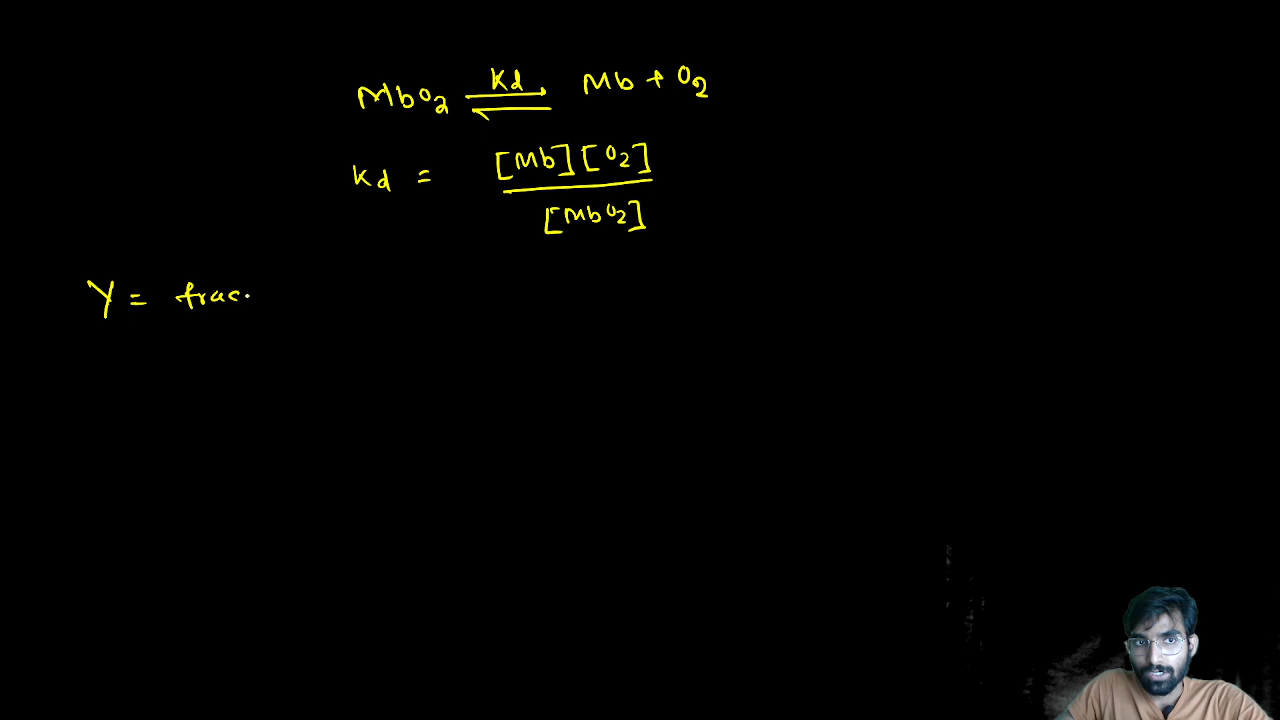 MbO2 ⇌ Kd Mb + O2
Kd = [Mb][O2] / [MbO2]
Y = frac